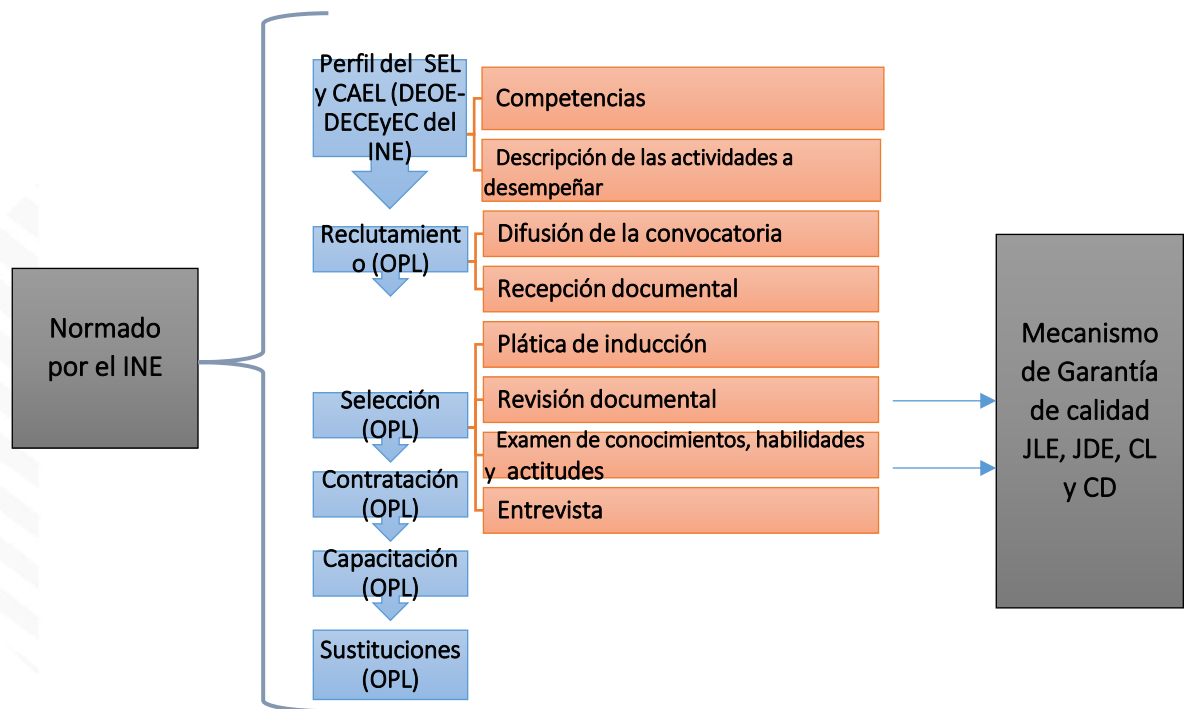 Normado
por el INE
Perfil del SEL
y CAEL (DEOE-
DECEyEC del
INE)
Competencias
Descripción de las actividades a
desempeñar
Reclutamient
o (OPL)
Difusión de la convocatoria
Recepción documental
Selección
(OPL)
Plática de inducción
Revisión documental
Examen de conocimientos, habilidades
y actitudes
Entrevista
Contratación
(OPL)
Capacitación
(OPL)
Sustituciones
(OPL)
Mecanismo
de Garantía
de calidad
JLE, JDE, CL
y CD